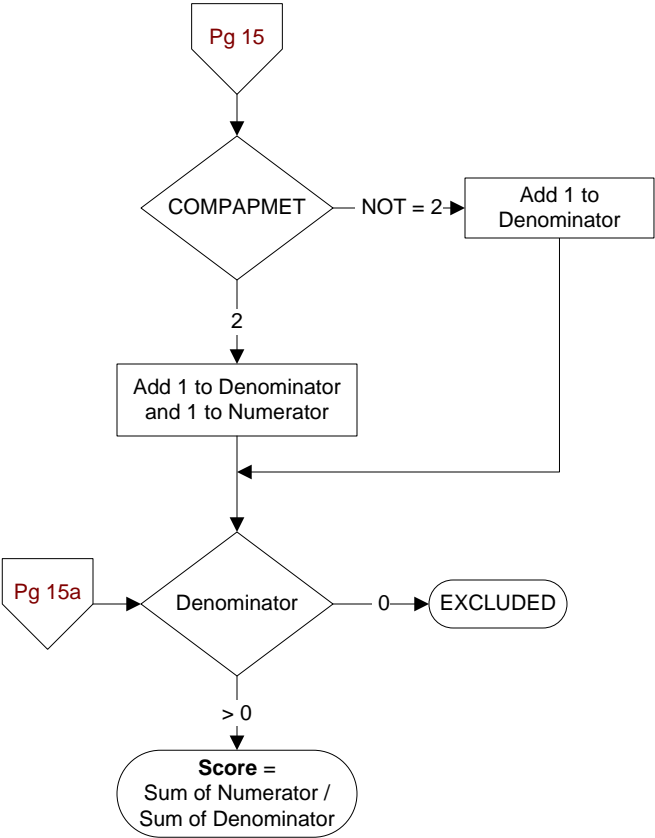 Pg 15
COMPAPMET
NOT = 2
Add 1 to
Denominator
2
Add 1 to Denominator
and 1 to Numerator
Pg 15a
Denominator
0
EXCLUDED
> 0
Score =
Sum of Numerator /
Sum of Denominator